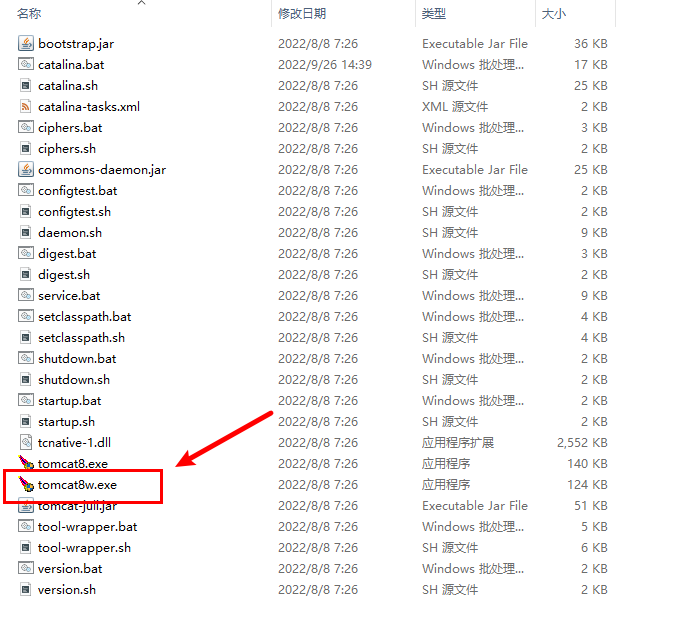 名称 修改日期 类型 大小
bootstrap.jar 2022/8/8 7:26 Executable Jar File 36 KB
catalina.bat 2022/9/26 14:39 Windows 批处理... 17 KB
catalina.sh 2022/8/8 7:26 SH 源文件 25 KB
catalina-tasks.xml 2022/8/8 7:26 XML 源文件 2 KB
ciphers.bat 2022/8/8 7:26 Windows 批处理... 3 KB
ciphers.sh 2022/8/8 7:26 SH 源文件 2 KB
commons-daemon.jar 2022/8/8 7:26 Executable Jar File 25 KB
configtest.bat 2022/8/8 7:26 Windows 批处理... 2 KB
configtest.sh 2022/8/8 7:26 SH 源文件 2 KB
daemon.sh 2022/8/8 7:26 SH 源文件 9 KB
digest.bat 2022/8/8 7:26 Windows 批处理... 3 KB
digest.sh 2022/8/8 7:26 SH 源文件 2 KB
service.bat 2022/8/8 7:26 Windows 批处理... 9 KB
setclasspath.bat 2022/8/8 7:26 Windows 批处理... 4 KB
setclasspath.sh 2022/8/8 7:26 SH 源文件 4 KB
shutdown.bat 2022/8/8 7:26 Windows 批处理... 2 KB
shutdown.sh 2022/8/8 7:26 SH 源文件 2 KB
startup.bat 2022/8/8 7:26 Windows 批处理... 2 KB
startup.sh 2022/8/8 7:26 SH 源文件 2 KB
tcnative-1.dll 2022/8/8 7:26 应用程序扩展 2,552 KB
tomcat8.exe 2022/8/8 7:26 应用程序 140 KB
tomcat8w.exe 2022/8/8 7:26 应用程序 124 KB
tomcat-juli.jar 2022/8/8 7:26 Executable Jar File 51 KB
tool-wrapper.bat 2022/8/8 7:26 Windows 批处理... 5 KB
tool-wrapper.sh 2022/8/8 7:26 SH 源文件 6 KB
version.bat 2022/8/8 7:26 Windows 批处理... 2 KB
version.sh 2022/8/8 7:26 SH 源文件 2 KB